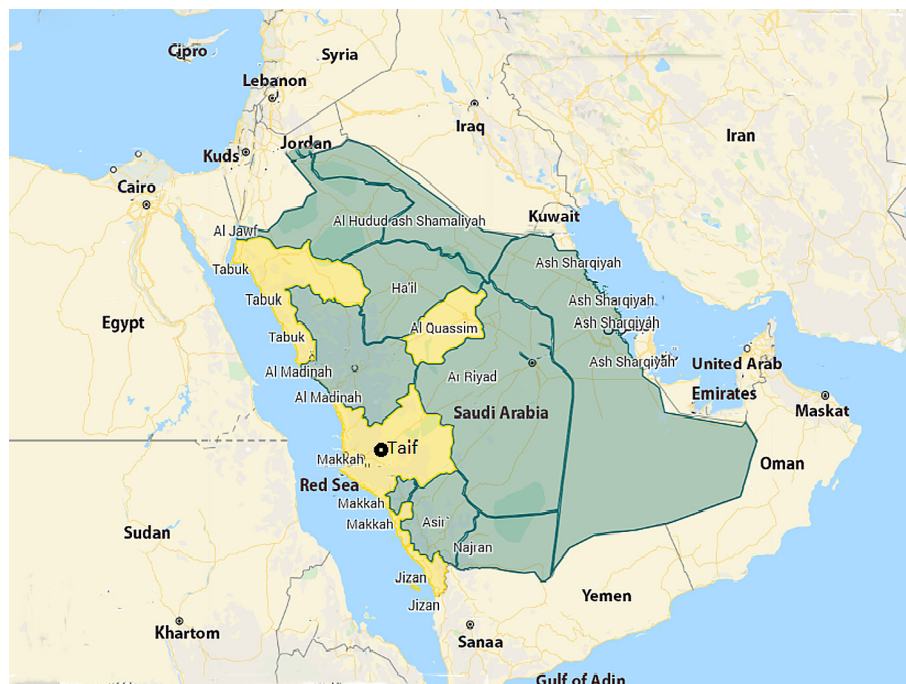 Cipro
Syria
Lebanon
Iraq
Iran
Jordan
Kuds
Cairo
Kuwait
Al Hudud ash Shamaliyah
Al Jawf
Ash Sharqiyah
Tabuk
Ha'il
Tabuk
Ash Sharqiyah
Egypt
Ash Sharqiyah
Al Quassim
Tabuk
Ash Sharqiyah
United Arab
Emirates
Al Madinah
Ar Riyad
Al Madinah
Saudi Arabia
Maskat
Taif
Makkah
Oman
Red Sea
Makkah
Makkah
Asir
Sudan
Najran
Jizan
Yemen
Jizan
Khartom
Sanaa
Gulf of Adin